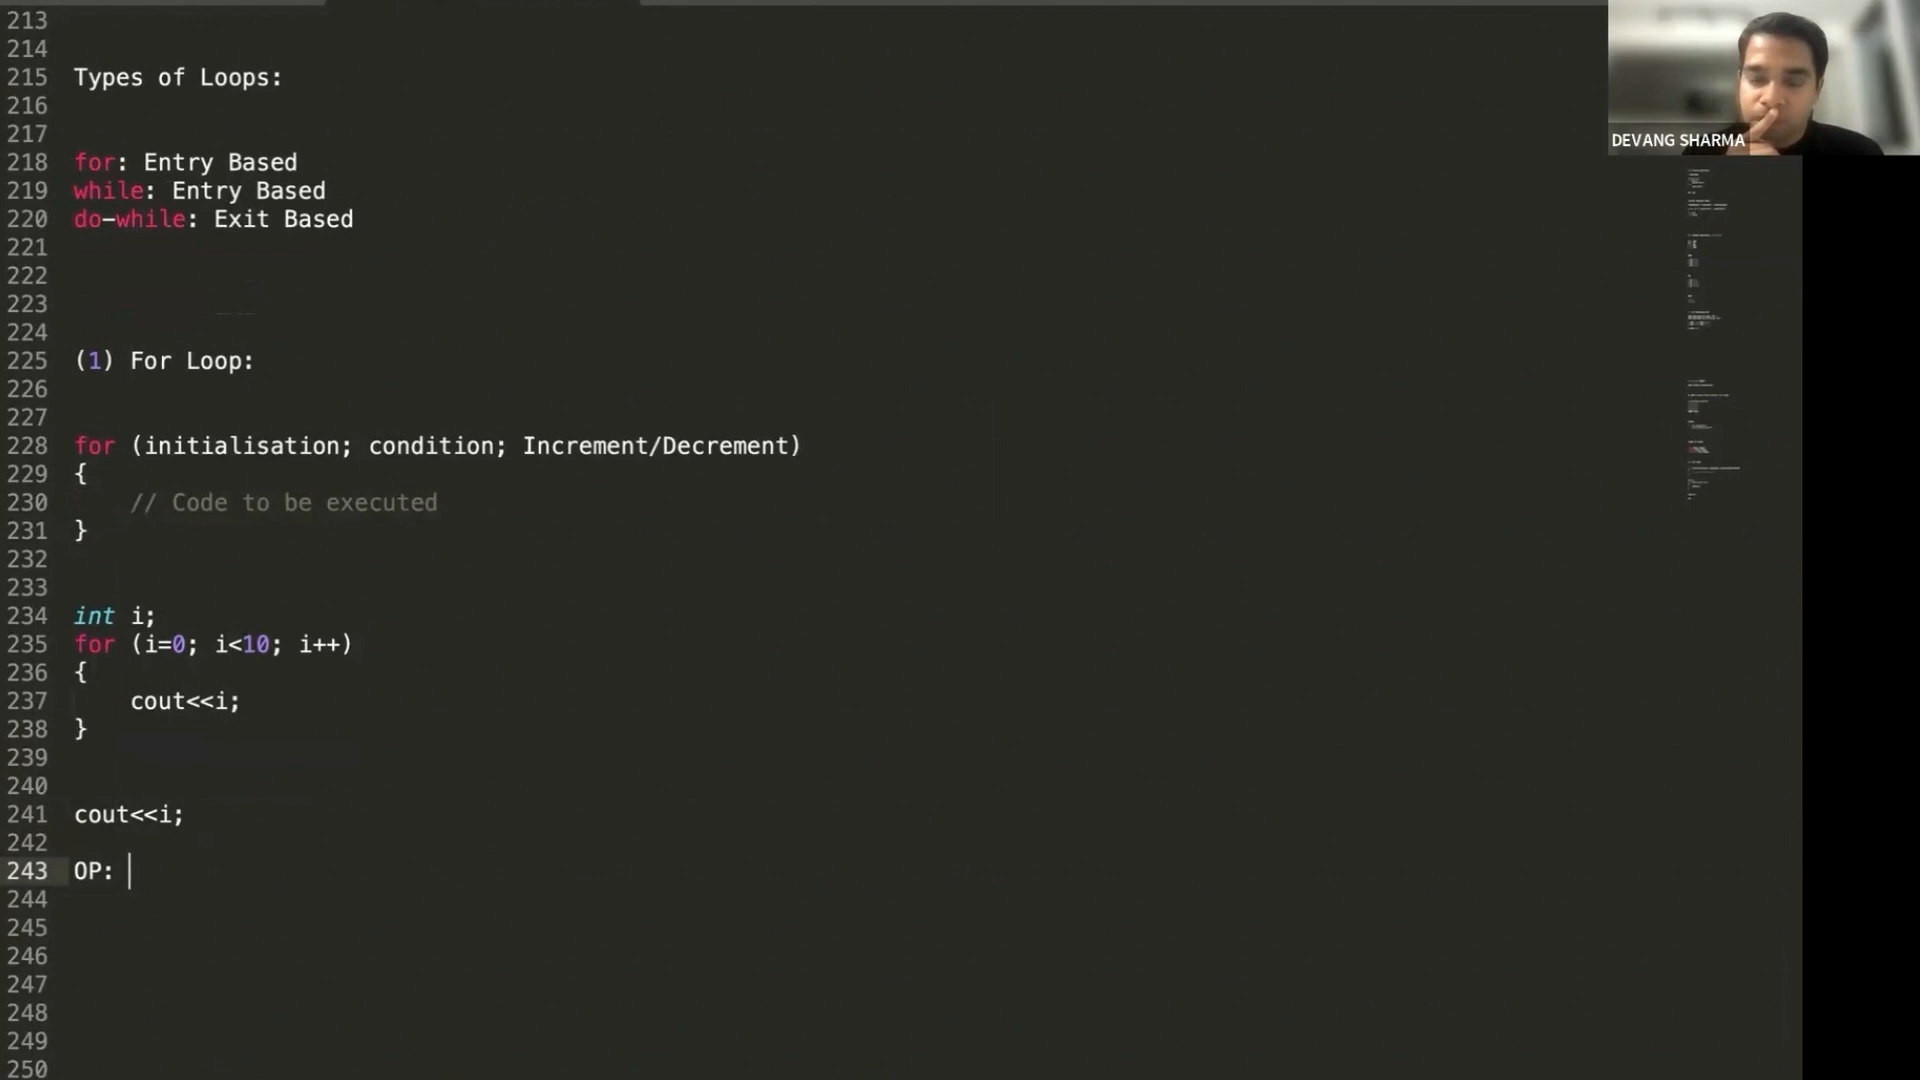 213
214
215 Types of Loops:
216
217
218 for: Entry Based
219 while: Entry Based
220 do-while: Exit Based
221
222
223
224
225 (1) For Loop:
226
227
228 for (initialisation; condition; Increment/Decrement)
229 {
230     // Code to be executed
231 }
232
233
234 int i;
235 for (i=0; i<10; i++)
236 {
237     cout<<i;
238 }
239
240
241 cout<<i;
242
243 OP:
244
245
246
247
248
249
250
DEVANG SHARMA